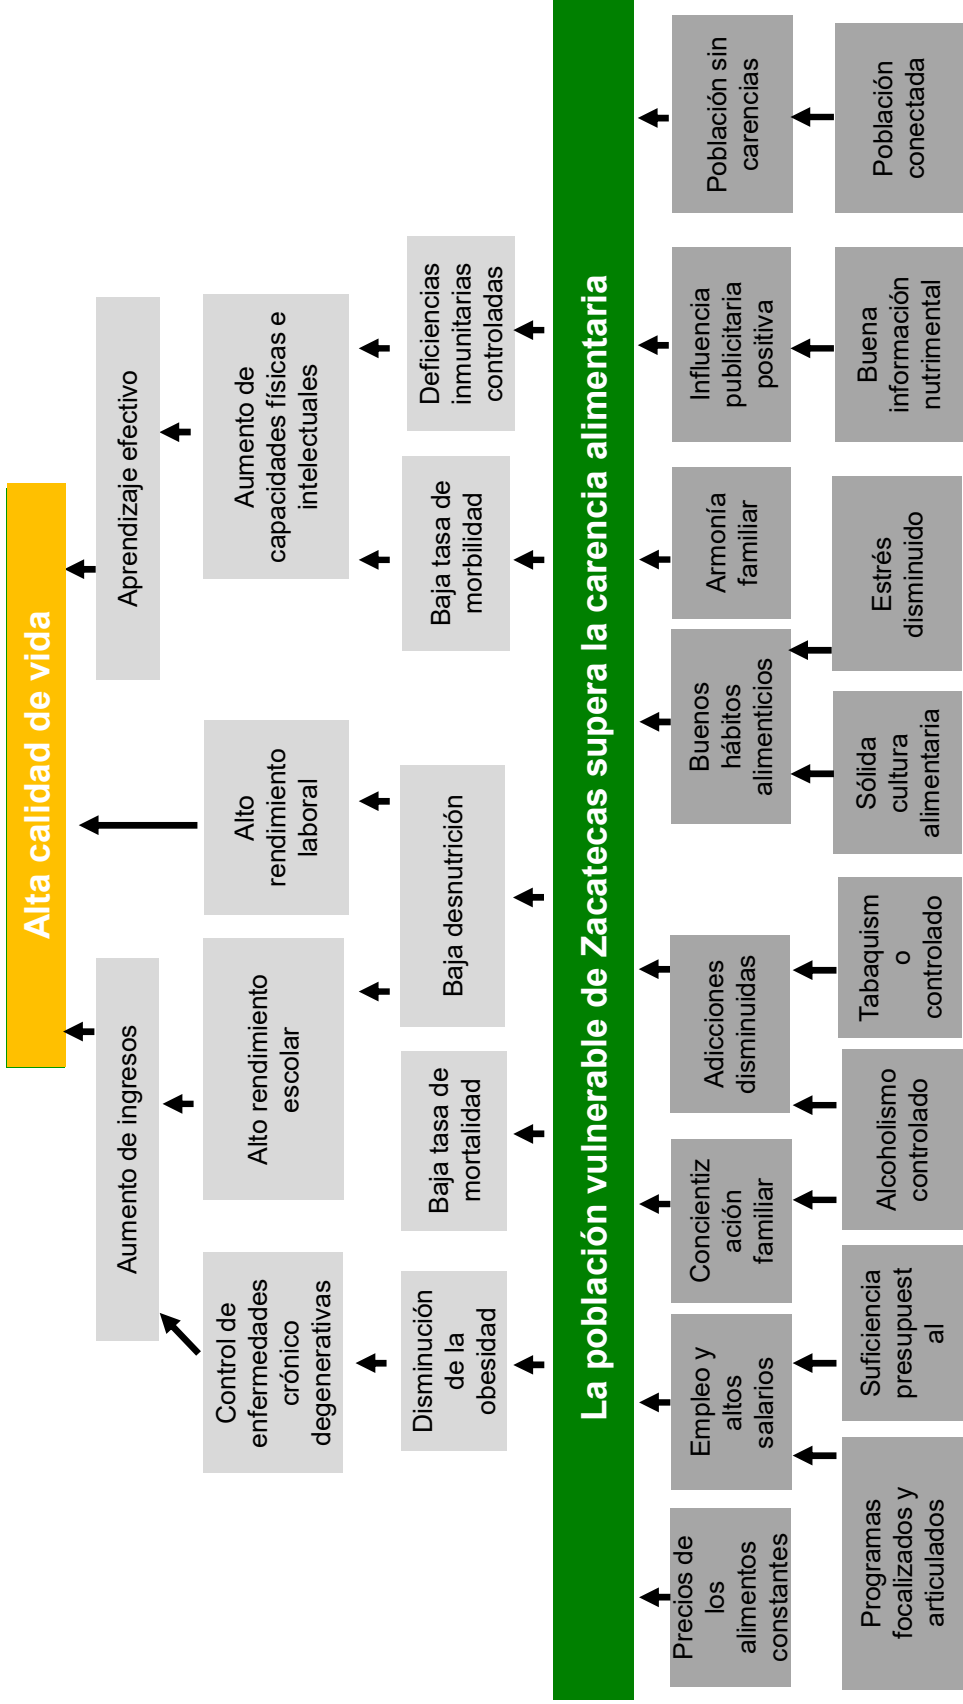 Alta calidad de vida
Aumento de ingresos
Aprendizaje efectivo
Control de
enfermedades
crónico
degenerativas
Alto rendimiento
escolar
Alto
rendimiento
laboral
Aumento de
capacidades físicas e
intelectuales
Disminución
de la
obesidad
Baja tasa de
mortalidad
Baja desnutrición
Baja tasa de
morbilidad
Deficiencias
inmunitarias
controladas
La población vulnerable de Zacatecas supera la carencia alimentaria
Precios de
los
alimentos
constantes
Empleo y
altos
salarios
Concientiz
ación
familiar
Adicciones
disminuidas
Buenos
hábitos
alimenticios
Armonía
familiar
Influencia
publicitaria
positiva
Población sin
carencias
Programas
focalizados y
articulados
Suficiencia
presupuest
al
Alcoholismo
controlado
Tabaquism
o
controlado
Sólida
cultura
alimentaria
Estrés
disminuido
Buena
información
nutrimental
Población
conectada